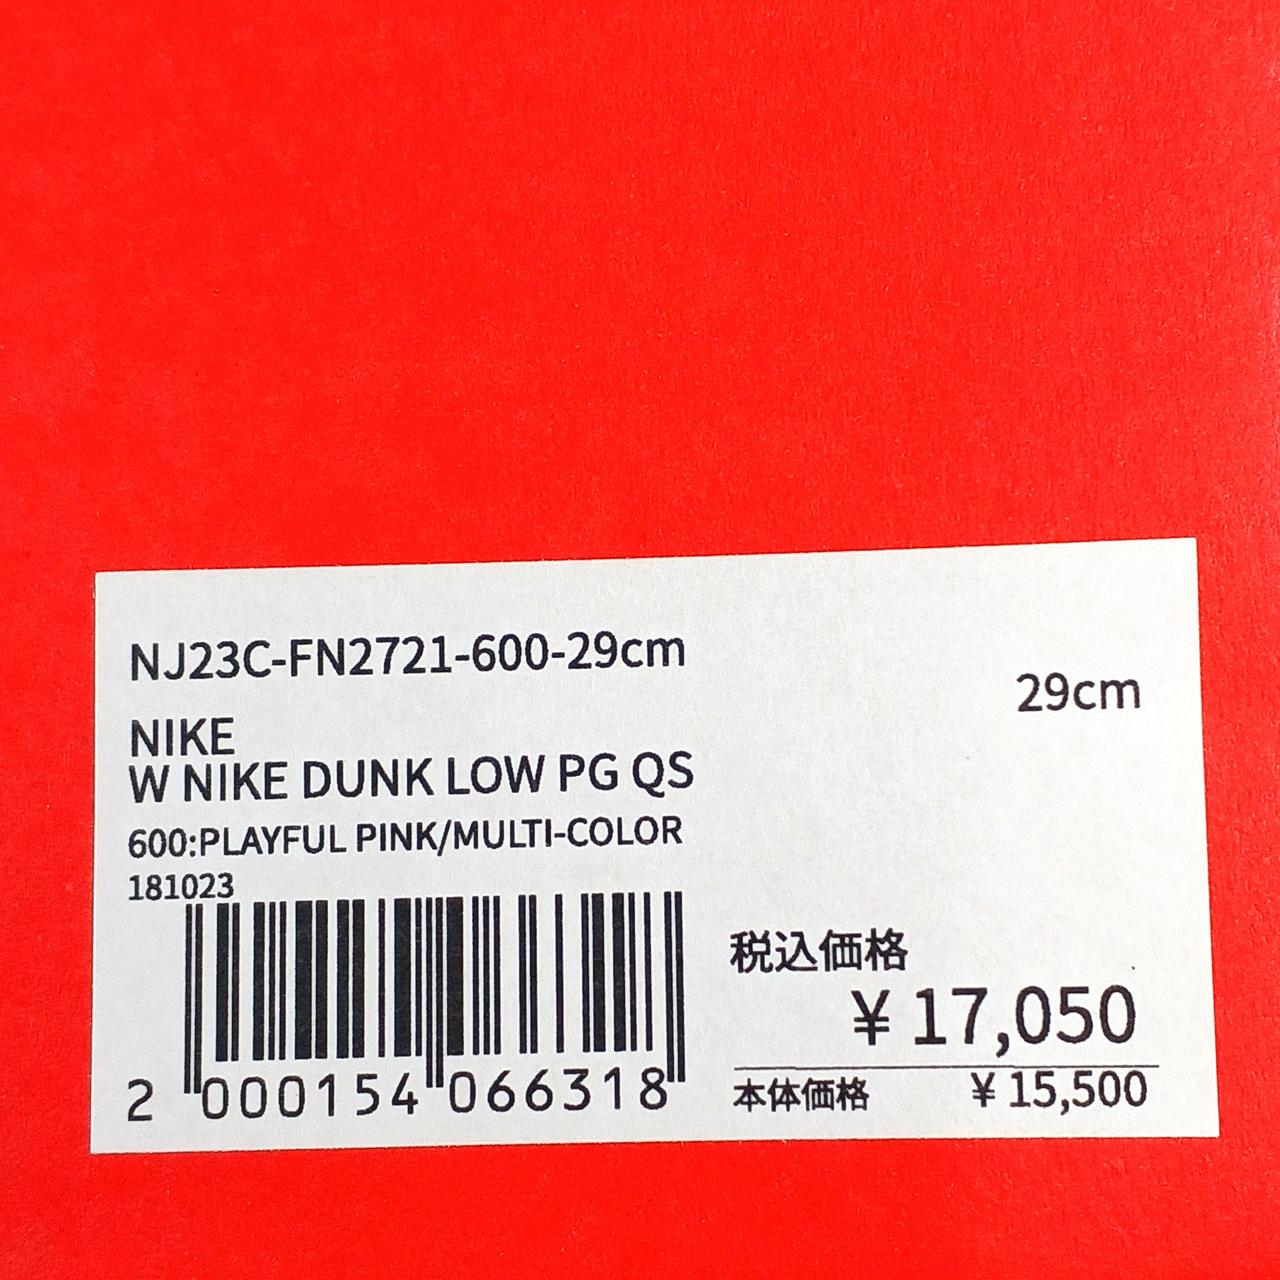 NJ23C-FN2721-600-29cm
29cm
NIKE
W NIKE DUNK LOW PG QS
600:PLAYFUL PINK/MULTI-COLOR
181023
税込価格
¥ 17,050
本体価格 ¥ 15,500
2 000154 066318